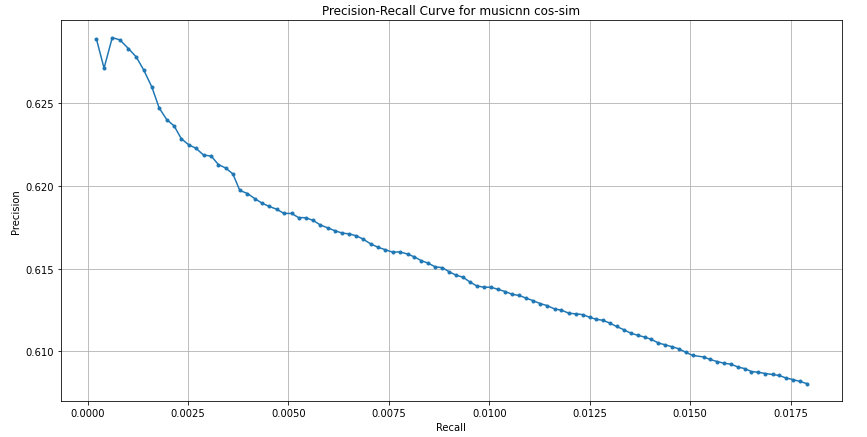 Precision-Recall Curve for musicnn cos-sim
Precision
0.625
0.620
0.615
0.610
0.0000 0.0025 0.0050 0.0075 0.0100 0.0125 0.0150 0.0175
Recall